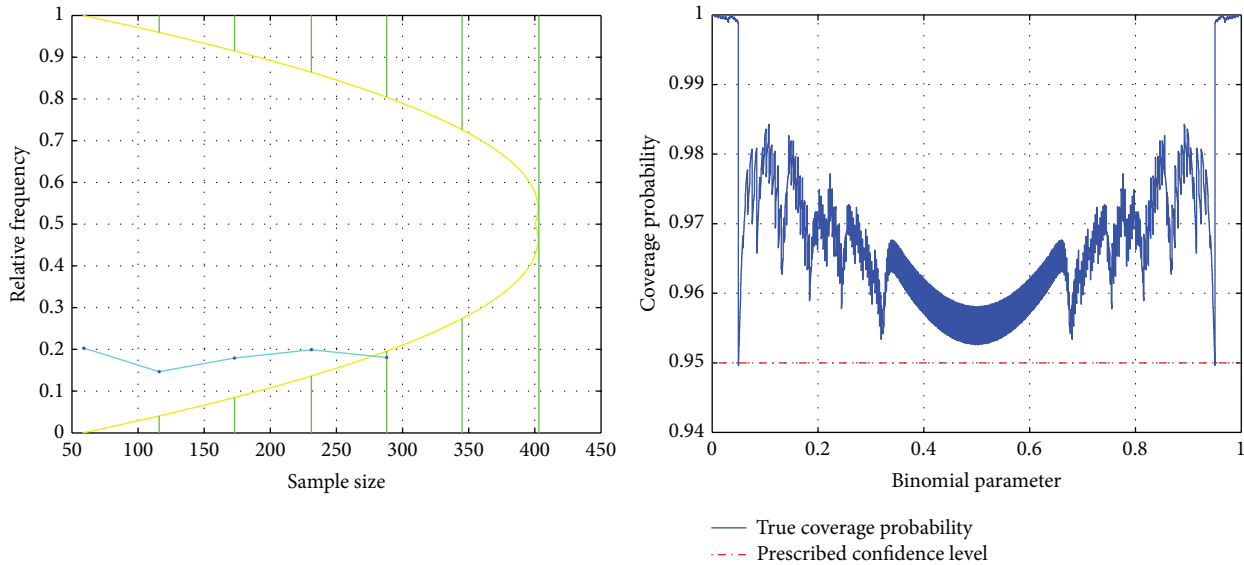 1
0.9
0.8
0.7
0.6
0.5
0.4
0.3
0.2
0.1
0
Relative frequency
50 100 150 200 250 300 350 400 450
Sample size
1
0.99
0.98
0.97
0.96
0.95
0.94
Coverage probability
0 0.2 0.4 0.6 0.8 1
Binomial parameter
True coverage probability
Prescribed confidence level